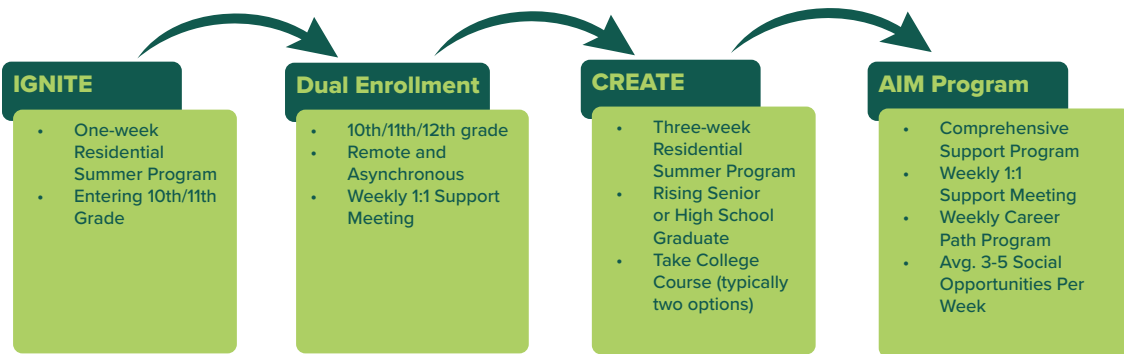 IGNITE
• One-week
Residential
Summer Program
• Entering 10th/11th
Grade
Dual Enrollment
• 10th/11th/12th grade
• Remote and
Asynchronous
• Weekly 1:1 Support
Meeting
CREATE
• Three-week
Residential
Summer Program
• Rising Senior
or High School
Graduate
• Take College
Course (typically
two options)
AIM Program
• Comprehensive
Support Program
• Weekly 1:1
Support Meeting
• Weekly Career
Path Program
• Avg. 3-5 Social
Opportunities Per
Week